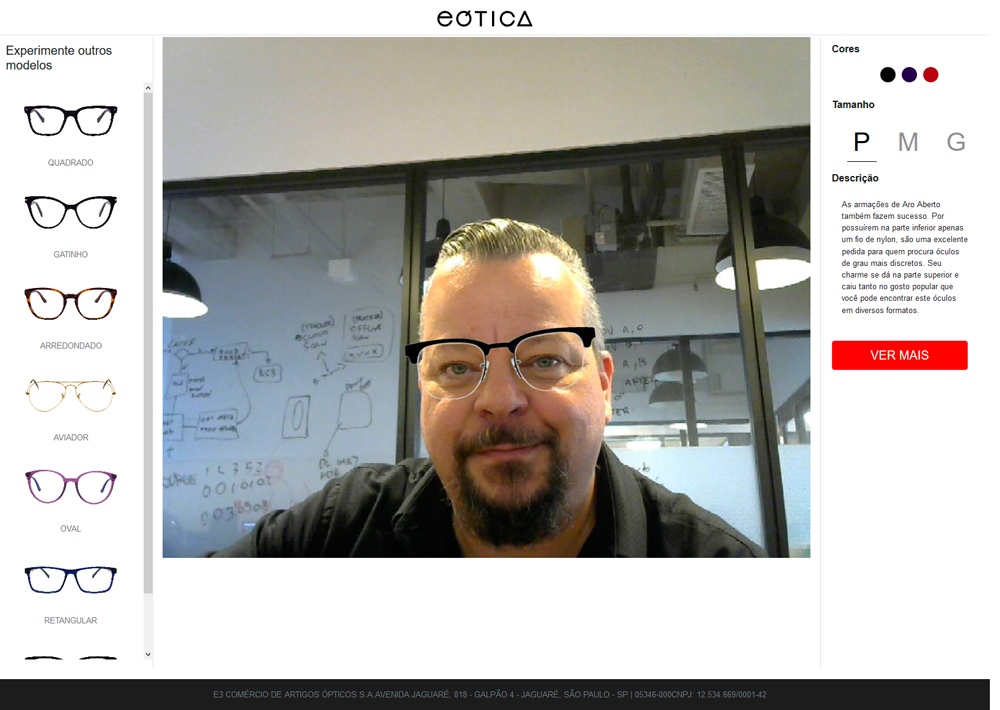 eÓTICA
Experimente outros
modelos
QUADRADO
GATINHO
ARREDONDADO
AVIADOR
OVAL
RETANGULAR
Cores
Tamanho
P M G
Descrição
As armações de Aro Aberto
também fazem sucesso. Por
possuírem na parte inferior apenas
um fio de nylon, são uma excelente
pedida para quem procura óculos
de grau mais discretos. Seu
charme se dá na parte superior e
caiu tanto no gosto popular que
você pode encontrar este óculos
em diversos formatos.
VER MAIS
E3 COMÉRCIO DE ARTIGOS ÓPTICOS S.A.AVENIDA JAGUARÉ, 818 - GALPÃO 4 - JAGUARÉ, SÃO PAULO - SP | 05346-000CNPJ: 12.534.669/0001-42